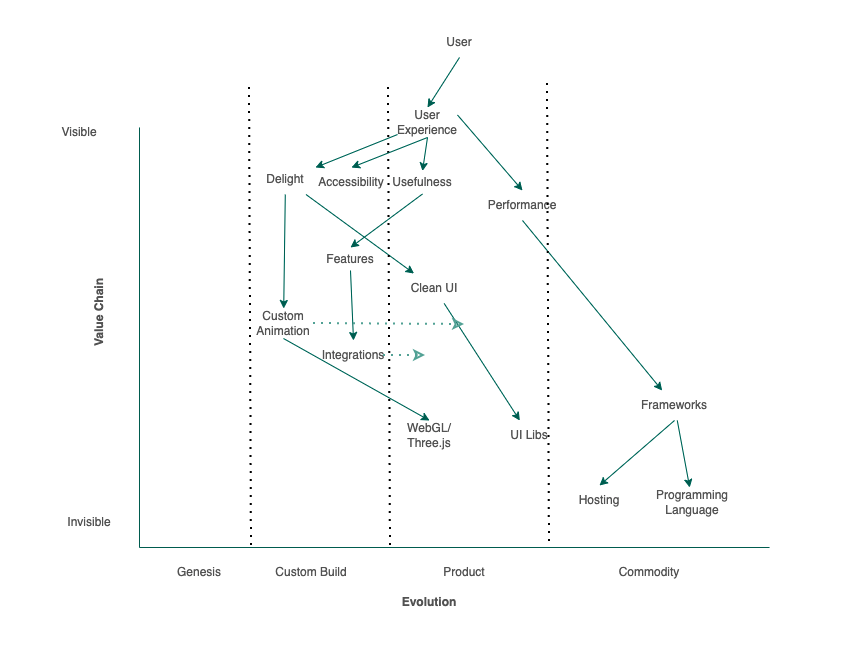 User
User
Experience
Visible
Delight
Accessibility
Usefulness
Performance
Features
Clean UI
Value Chain
Custom
Animation
Integrations
Frameworks
WebGL/
Three.js
UI Libs
Hosting
Programming
Language
Invisible
Genesis
Custom Build
Product
Commodity
Evolution